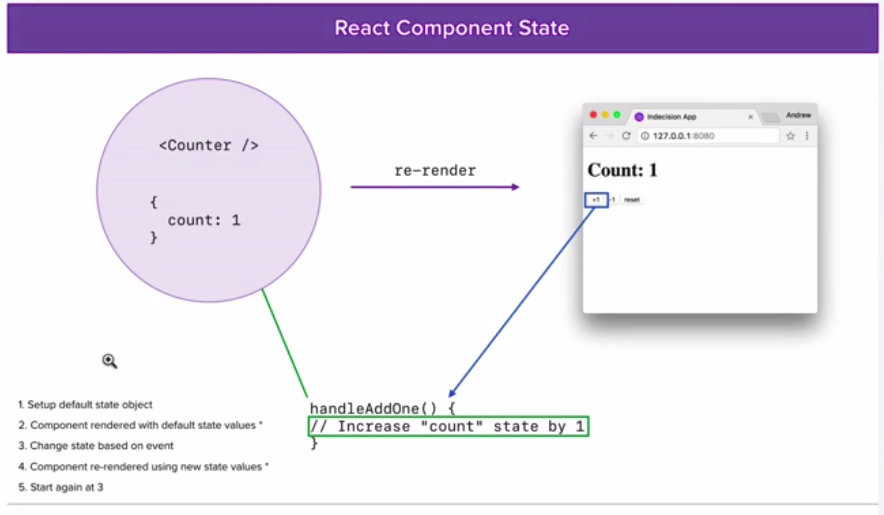 React Component State
<Counter />
{
count: 1
}
re-render
Indecision App
Andrew
127.0.0.1:8080
Count: 1
+1 -1 reset
1. Setup default state object
2. Component rendered with default state values *
3. Change state based on event
4. Component re-rendered using new state values *
5. Start again at 3
handleAddOne() {
// Increase "count" state by 1
}